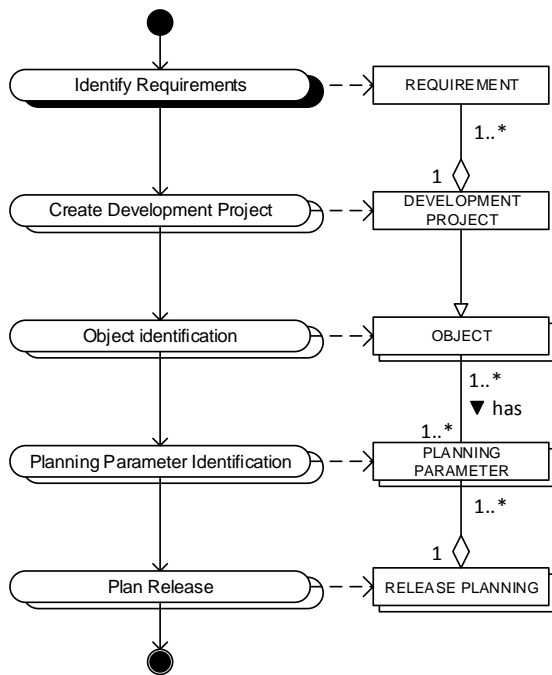 Identify Requirements
REQUIREMENT
1..*
1
Create Development Project
DEVELOPMENT
PROJECT
Object identification
OBJECT
1..*
▼ has
1..*
Planning Parameter Identification
PLANNING
PARAMETER
1..*
1
Plan Release
RELEASE PLANNING